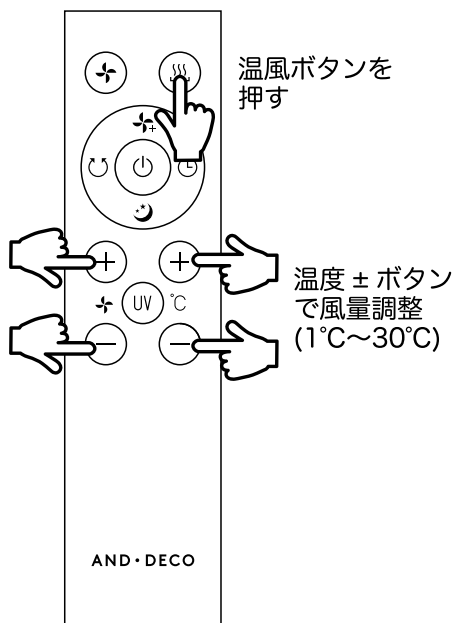 温風ボタンを
押す
UV
℃
温度±ボタン
で風量調整
(1℃〜30℃)
AND・DECO